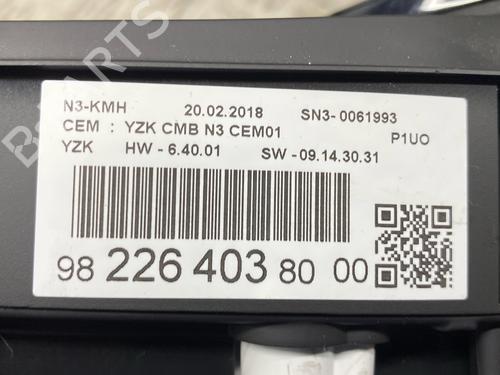 N3-KMH 20.02.2018 SN3- 0061993
CEM : YZK CMB N3 CEM01 P1UO
YZK HW - 6.40.01 SW - 09.14.30.31
98 226 403 80 00
B PARTS